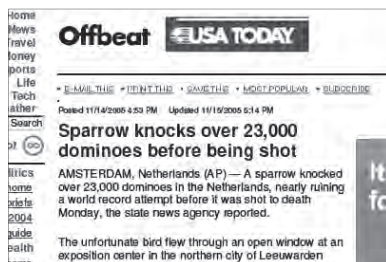 Home
News
Travel
Money
Sports
Life
Tech
Weather
Search
Offbeat USA TODAY
• E-MAIL THIS • PRINT THIS • SAVE THIS • MOST POPULAR • SUBSCRIBE
Posted 11/14/2005 4:53 PM Updated 11/15/2005 5:14 PM
Sparrow knocks over 23,000
dominoes before being shot
AMSTERDAM, Netherlands (AP) — A sparrow knocked
over 23,000 dominoes in the Netherlands, nearly ruining
a world record attempt before it was shot to death
Monday, the state news agency reported.
The unfortunate bird flew through an open window at an
exposition center in the northern city of Leeuwarden
litics
home
briefs
2004
guide
ealth
It